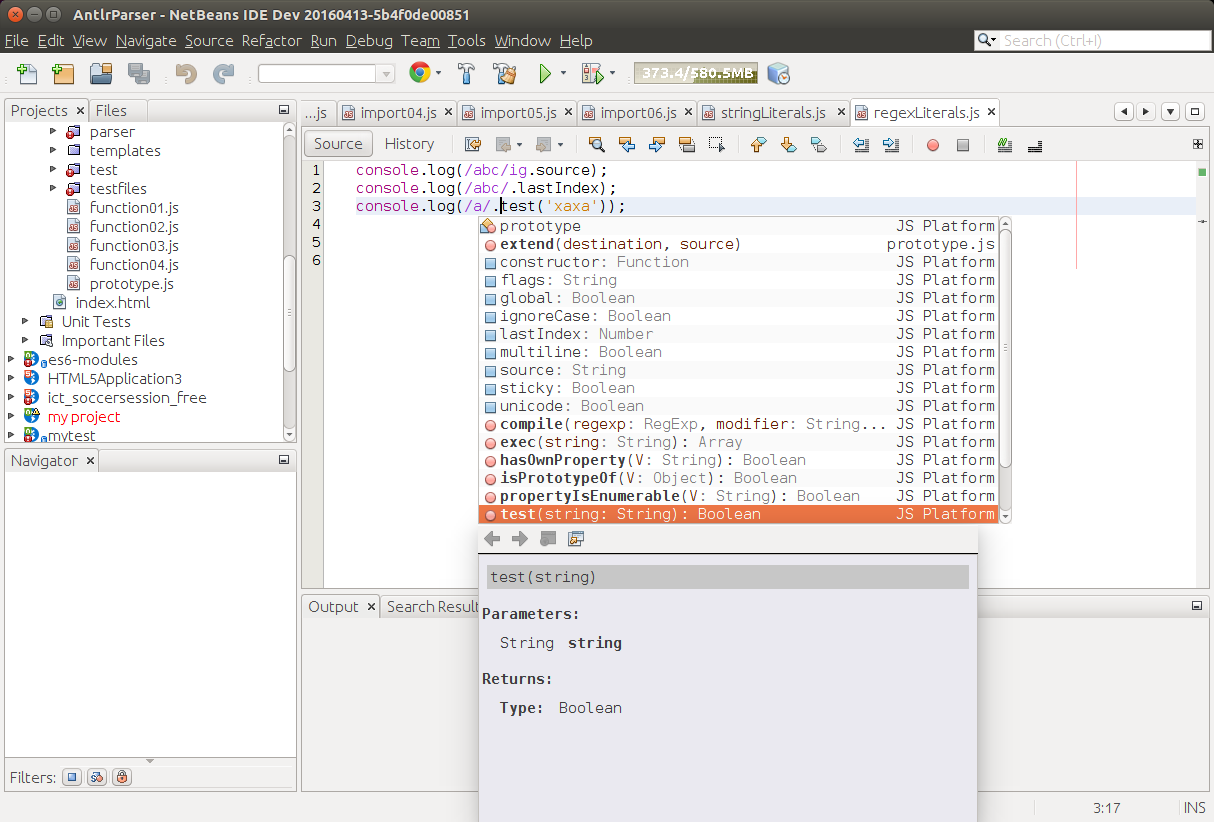 AntlrParser - NetBeans IDE Dev 20160413-5b4f0de00851
File Edit View Navigate Source Refactor Run Debug Team Tools Window Help
Search (Ctrl+I)
373.4/580.5MB
Projects Files
parser
templates
test
testfiles
function01.js
function02.js
function03.js
function04.js
prototype.js
index.html
Unit Tests
Important Files
es6-modules
HTML5Application3
ict_soccersession_free
my project
mytest
Navigator
Filters:
...js import04.js import05.js import06.js stringLiterals.js regexLiterals.js
Source History
1 console.log(/abc/ig.source);
2 console.log(/abc/.lastIndex);
3 console.log(/a/.test('xaxa'));
4
5
6
prototype JS Platform
extend(destination, source) prototype.js
constructor: Function JS Platform
flags: String JS Platform
global: Boolean JS Platform
ignoreCase: Boolean JS Platform
lastIndex: Number JS Platform
multiline: Boolean JS Platform
source: String JS Platform
sticky: Boolean JS Platform
unicode: Boolean JS Platform
compile(regexp: RegExp, modifier: String... JS Platform
exec(string: String): Array JS Platform
hasOwnProperty(V: String): Boolean JS Platform
isPrototypeOf(V: Object): Boolean JS Platform
propertyIsEnumerable(V: String): Boolean JS Platform
test(string: String): Boolean JS Platform
test(string)
Parameters:
String string
Returns:
Type: Boolean
Output Search Result
3:17 INS